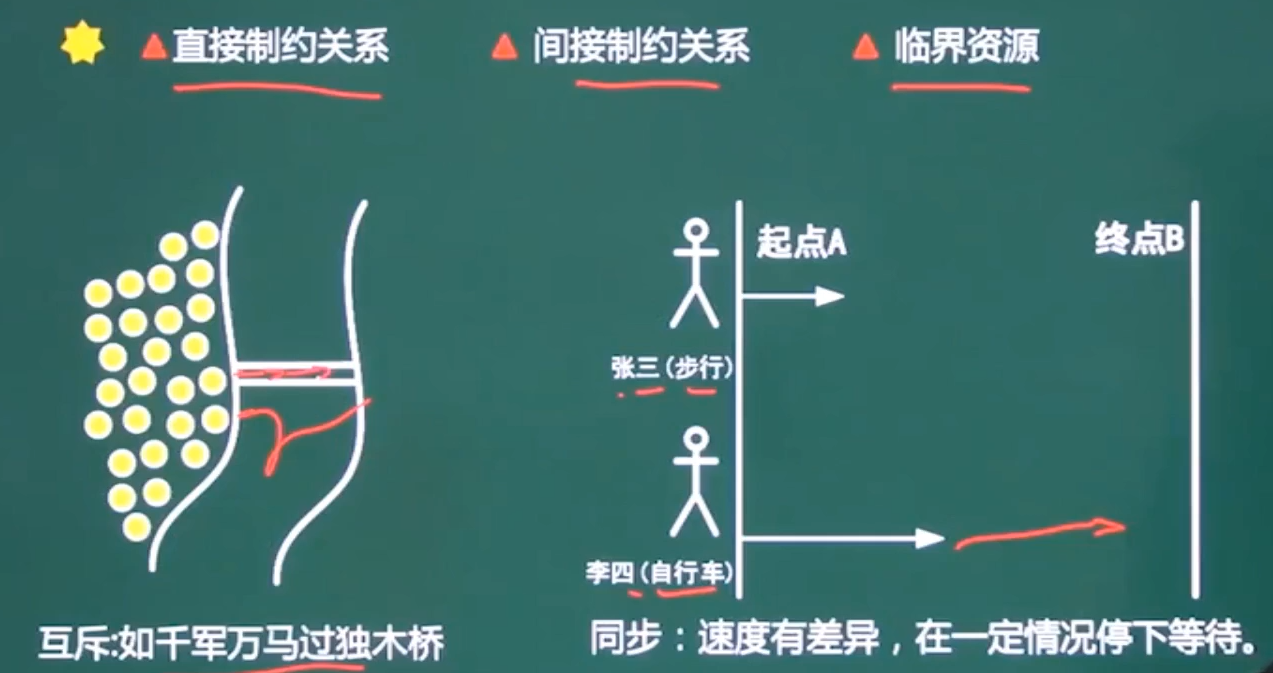 直接制约关系 间接制约关系 临界资源
起点A 终点B
张三(步行)
李四(自行车)
互斥:如千军万马过独木桥
同步：速度有差异，在一定情况停下等待。